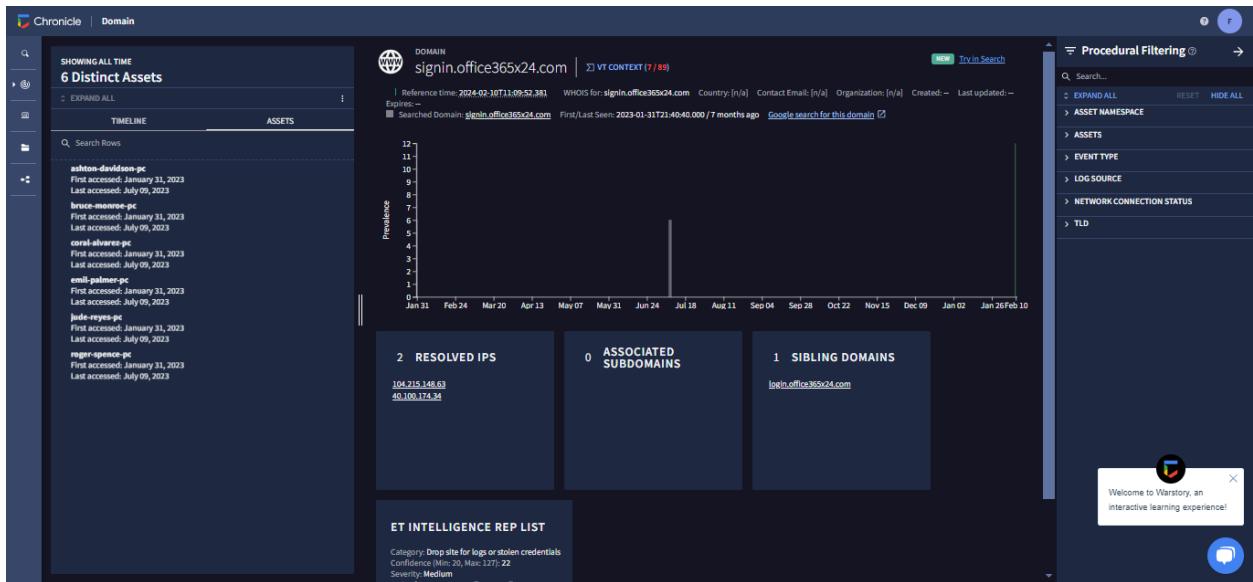 Chronicle | Domain
F
SHOWING ALL TIME
6 Distinct Assets
EXPAND ALL
TIMELINE ASSETS
Search Rows
ashton-davidson-pc
First accessed: January 31, 2023
Last accessed: July 09, 2023
bruce-monroe-pc
First accessed: January 31, 2023
Last accessed: July 09, 2023
coral-alvarez-pc
First accessed: January 31, 2023
Last accessed: July 09, 2023
emil-palmer-pc
First accessed: January 31, 2023
Last accessed: July 09, 2023
jude-reyes-pc
First accessed: January 31, 2023
Last accessed: July 09, 2023
roger-spence-pc
First accessed: January 31, 2023
Last accessed: July 09, 2023
WWW
DOMAIN
signin.office365x24.com | VT CONTEXT (7 / 89)
NEW Try in Search
Reference time: 2024-02-10T11:09:52.381 WHOIS for: signin.office365x24.com Country: [n/a] Contact Email: [n/a] Organization: [n/a] Created: – Last updated: –
Expires: –
Searched Domain: signin.office365x24.com First/Last Seen: 2023-01-31T21:40:40.000 / 7 months ago Google search for this domain
Prevalence
12
11
10
9
8
7
6
5
4
3
2
1
0
Jan 31 Feb 24 Mar 20 Apr 13 May 07 May 31 Jun 24 Jul 18 Aug 11 Sep 04 Sep 28 Oct 22 Nov 15 Dec 09 Jan 02 Jan 26 Feb 10
2 RESOLVED IPS
104.215.148.63
40.100.174.34
0 ASSOCIATED
SUBDOMAINS
1 SIBLING DOMAINS
login.office365x24.com
ET INTELLIGENCE REP LIST
Category: Drop site for logs or stolen credentials
Confidence (Min: 20, Max: 127): 22
Severity: Medium
Procedural Filtering
Search...
EXPAND ALL RESET HIDE ALL
ASSET NAMESPACE
ASSETS
EVENT TYPE
LOG SOURCE
NETWORK CONNECTION STATUS
TLD
Welcome to Warstory, an
interactive learning experience!